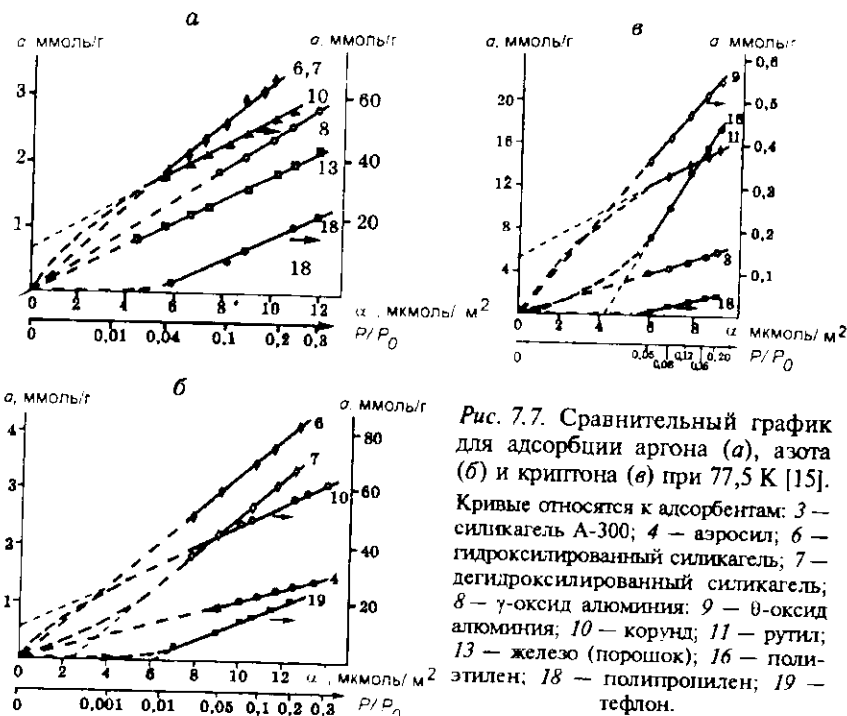 а
а ммоль/г
а, ммоль/г
3
2
1
60
40
20
6,7
10
8
13
18
18
0 2 4 6 8 10 12 α, мкмоль/ м²
0 0,01 0,04 0,1 0,2 0,3 P/P₀
в
а, ммоль/г
а ммоль/г
20
16
12
8
4
0,6
0,5
0,4
0,3
0,2
0,1
9
16
11
8
18
0 2 4 6 8 α мкмоль/ м²
0 0,05 0,08 0,12 0,16 0,20 P/P₀
б
а, ммоль/г
а. ммоль/г
4
3
2
1
80
60
40
20
6
7
10
4
19
0 4 6 8 10 12 α, мкмоль/ м²
0 0,001 0,01 0,05 0,1 0,2 0,3 P/P₀
Рис. 7.7. Сравнительный график
для адсорбции аргона (а), азота
(б) и криптона (в) при 77,5 К [15].
Кривые относятся к адсорбентам: 3 —
силикагель А-300; 4 — аэросил; 6 —
гидроксилированный силикагель; 7 —
дегидроксилированный силикагель;
8 — γ-оксид алюминия: 9 — θ-оксид
алюминия; 10 — корунд; 11 — рутил;
13 — железо (порошок); 16 — поли-
этилен; 18 — полипропилен; 19 —
тефлон.